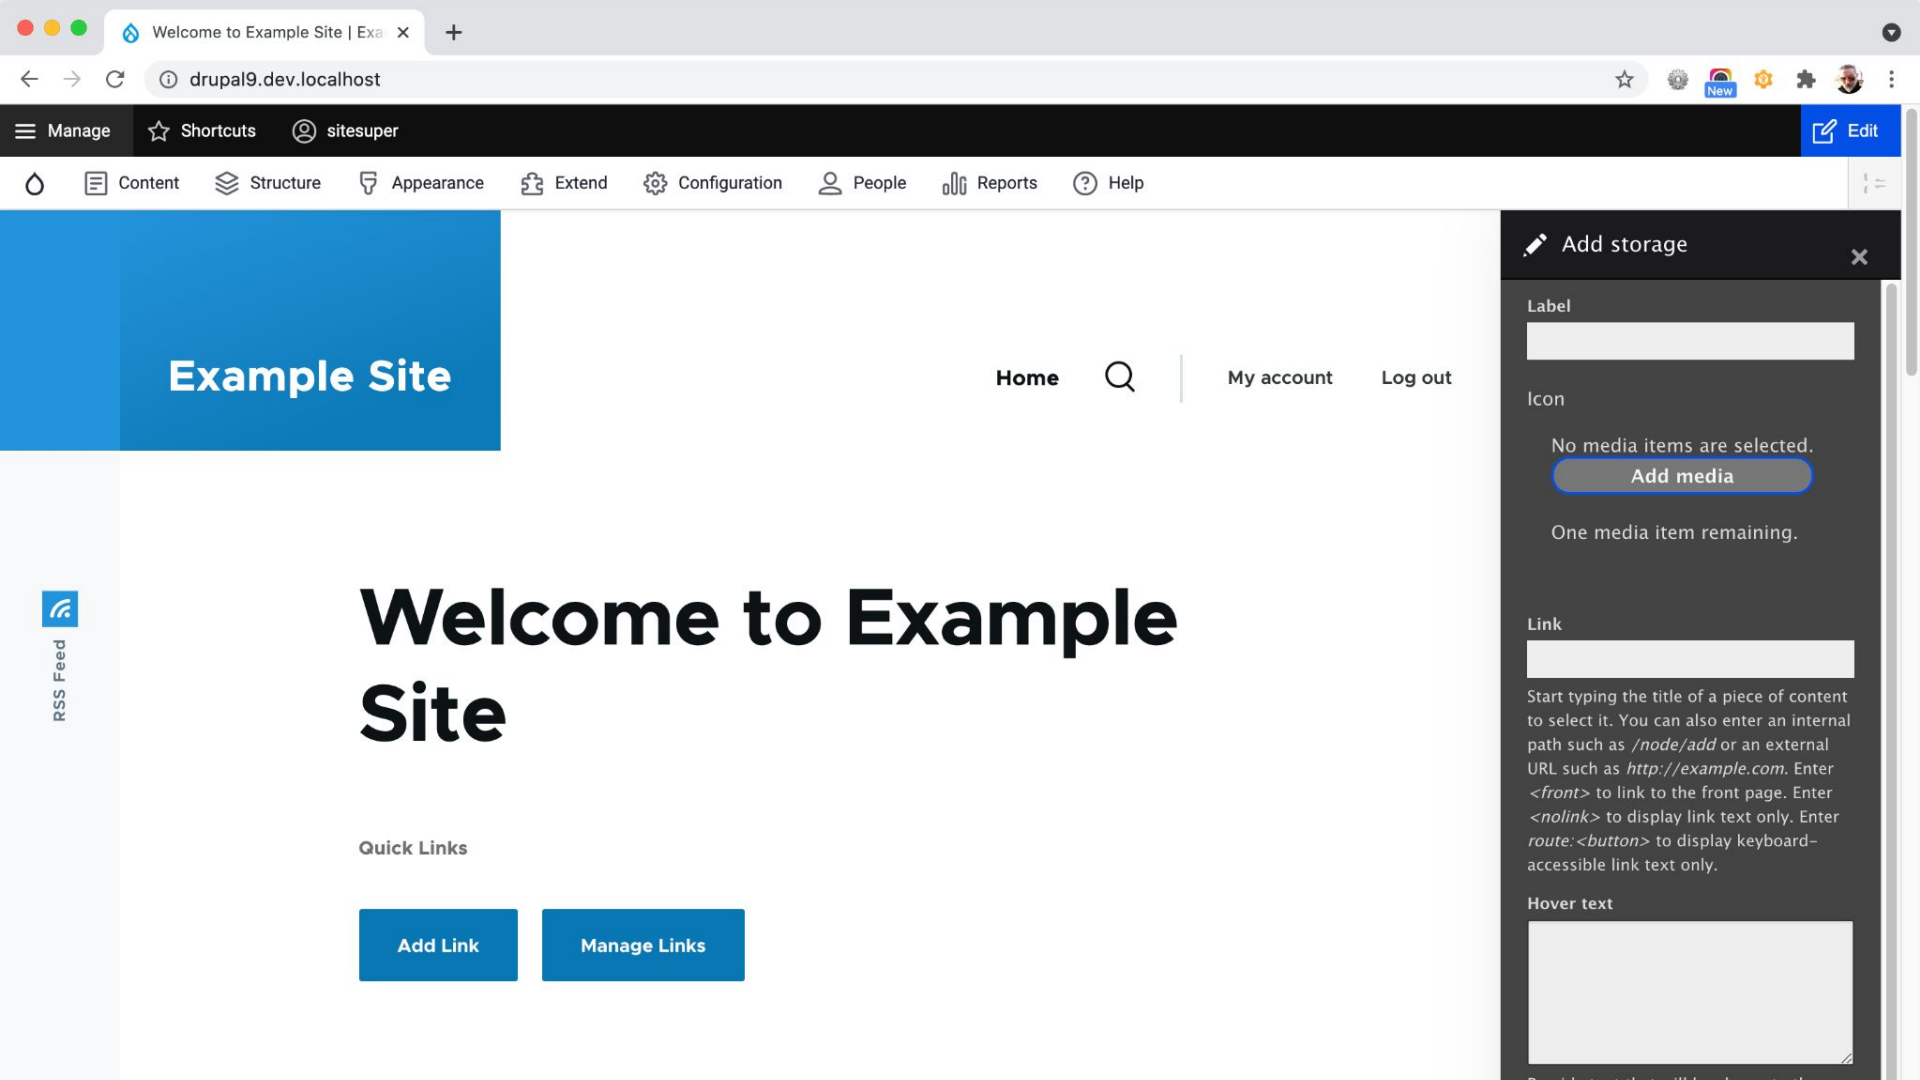 Welcome to Example Site | Exa
drupal9.dev.localhost
New
Manage
Shortcuts
sitesuper
Edit
Content
Structure
Appearance
Extend
Configuration
People
Reports
Help
Example Site
Home
My account
Log out
RSS Feed
Welcome to Example
Site
Quick Links
Add Link
Manage Links
Add storage
Label
Icon
No media items are selected.
Add media
One media item remaining.
Link
Start typing the title of a piece of content
to select it. You can also enter an internal
path such as /node/add or an external
URL such as http://example.com. Enter
<front> to link to the front page. Enter
<nolink> to display link text only. Enter
route:<button> to display keyboard-
accessible link text only.
Hover text